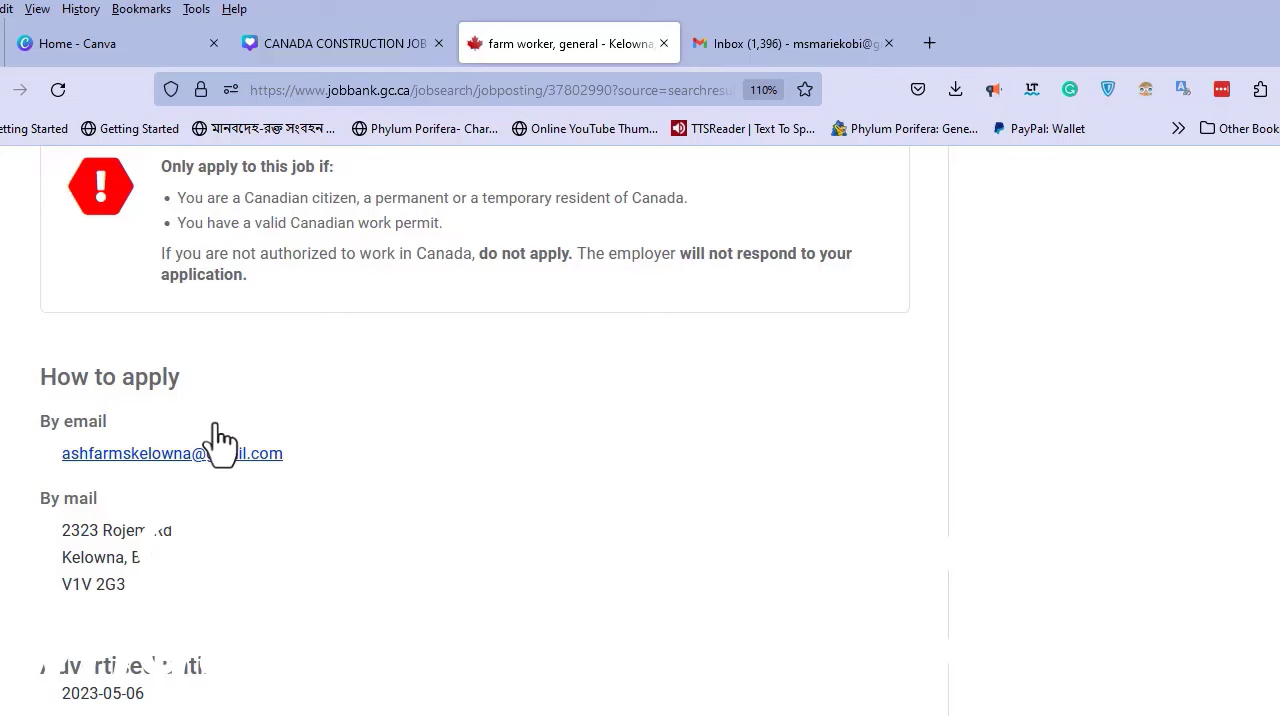 dit View History Bookmarks Tools Help
Home - Canva CANADA CONSTRUCTION JOB farm worker, general - Kelowna, Inbox (1,396) - msmariekobi@g
https://www.jobbank.gc.ca/jobsearch/jobposting/37802990?source=searchresu 110%
etting Started Getting Started মানবদেহ-রক্ত সংবহন ... Phylum Porifera- Char... Online YouTube Thum... TTSReader | Text To Sp... Phylum Porifera: Gene... PayPal: Wallet Other Book
Only apply to this job if:
• You are a Canadian citizen, a permanent or a temporary resident of Canada.
• You have a valid Canadian work permit.
If you are not authorized to work in Canada, do not apply. The employer will not respond to your
application.
How to apply
By email
ashfarmskelowna@
il.com
By mail
2323
Kelowna,
V1V 2G3
2023-05-06